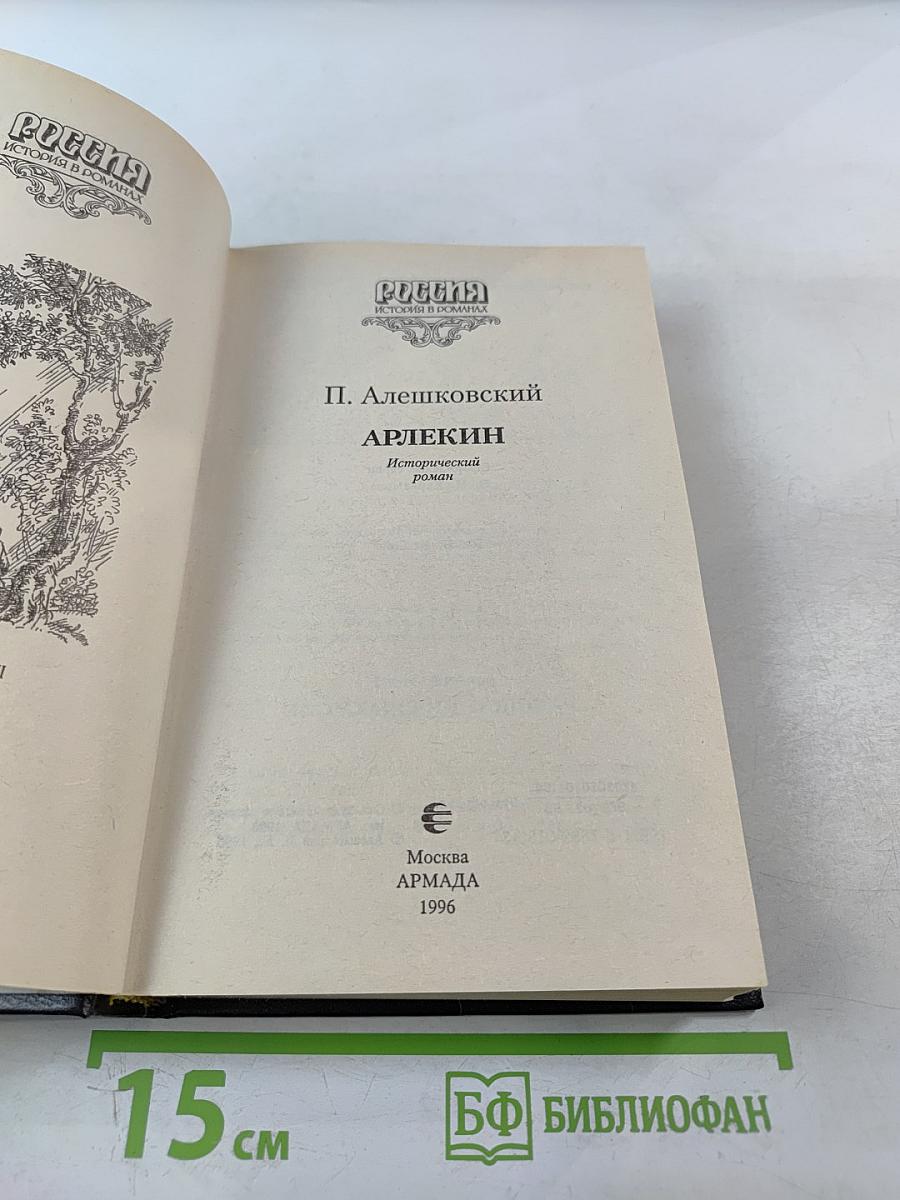 РОССИЯ
ИСТОРИЯ В РОМАНАХ
РОССИЯ
ИСТОРИЯ В РОМАНАХ
П. Алешковский
АРЛЕКИН
Исторический
роман
Москва
АРМАДА
1996
15 см
БФ БИБЛИОФАН